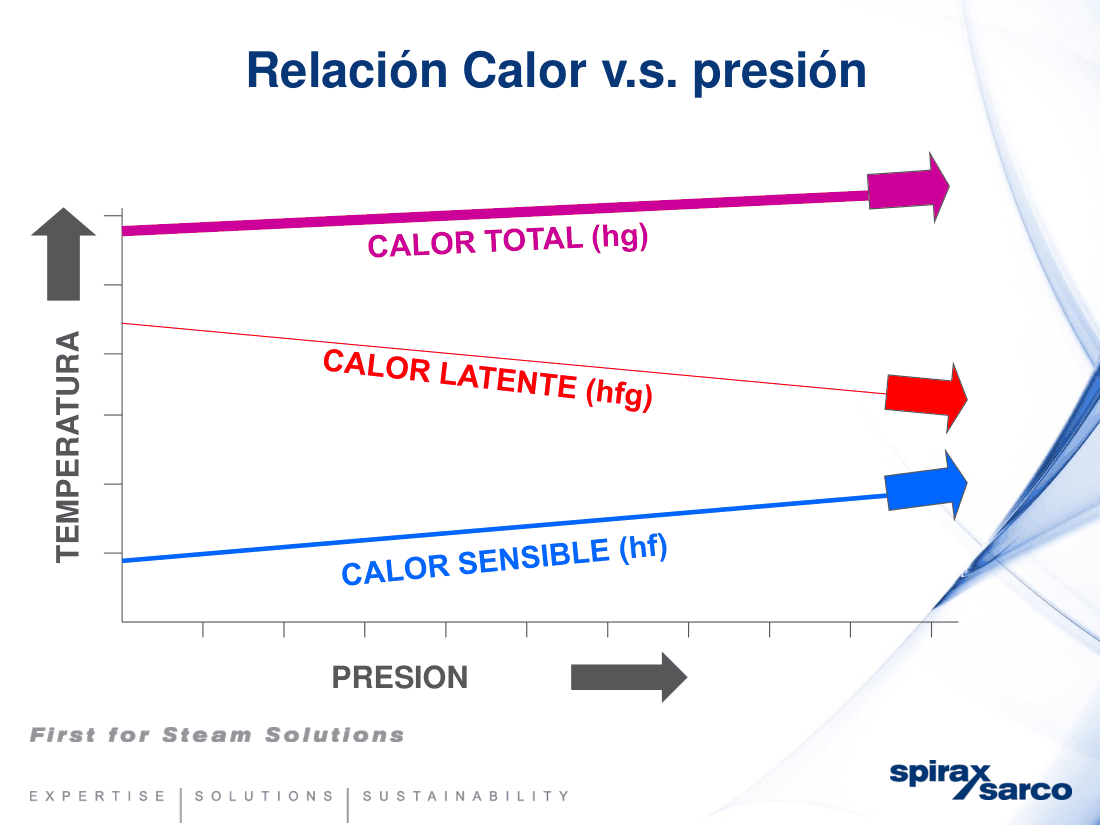 Relación Calor v.s. presión
CALOR TOTAL (hg)
CALOR LATENTE (hfg)
CALOR SENSIBLE (hf)
TEMPERATURA
PRESION
First for Steam Solutions
EXPERTISE
SOLUTIONS
SUSTAINABILITY
spirax
sarco